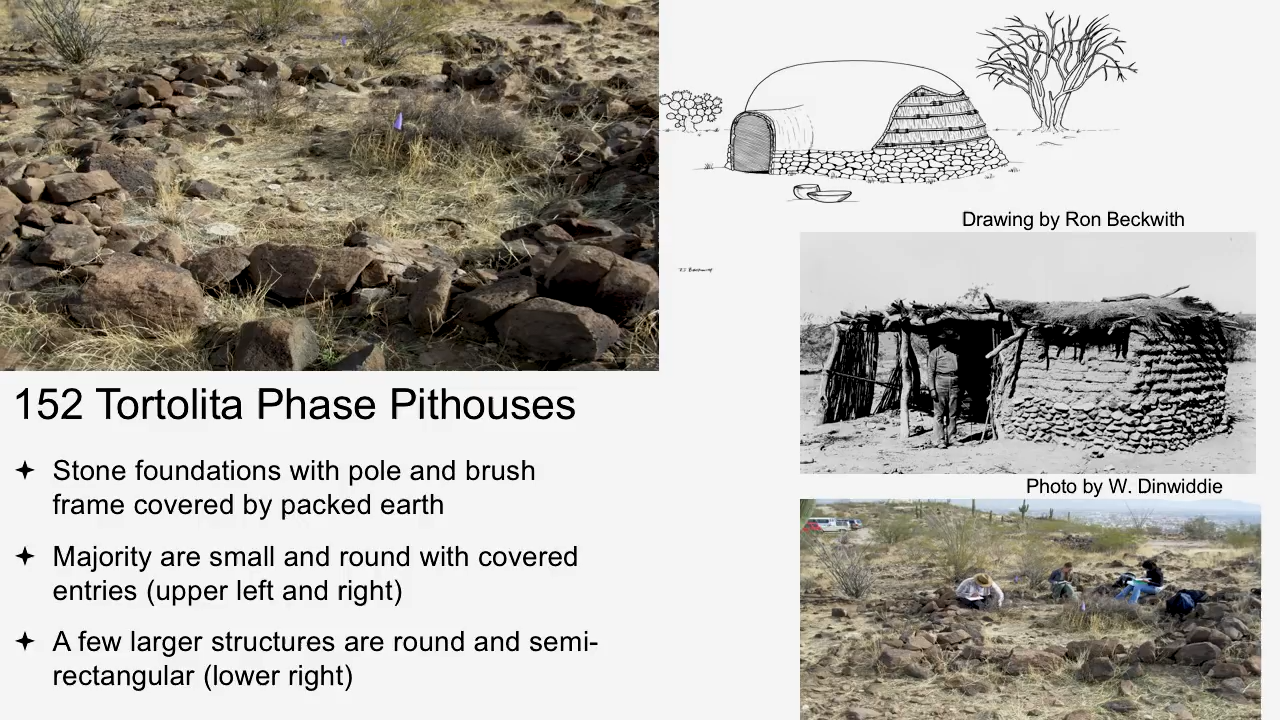 Drawing by Ron Beckwith
Photo by W. Dinwiddie
152 Tortolita Phase Pithouses
✦ Stone foundations with pole and brush
frame covered by packed earth
✦ Majority are small and round with covered
entries (upper left and right)
✦ A few larger structures are round and semi-
rectangular (lower right)